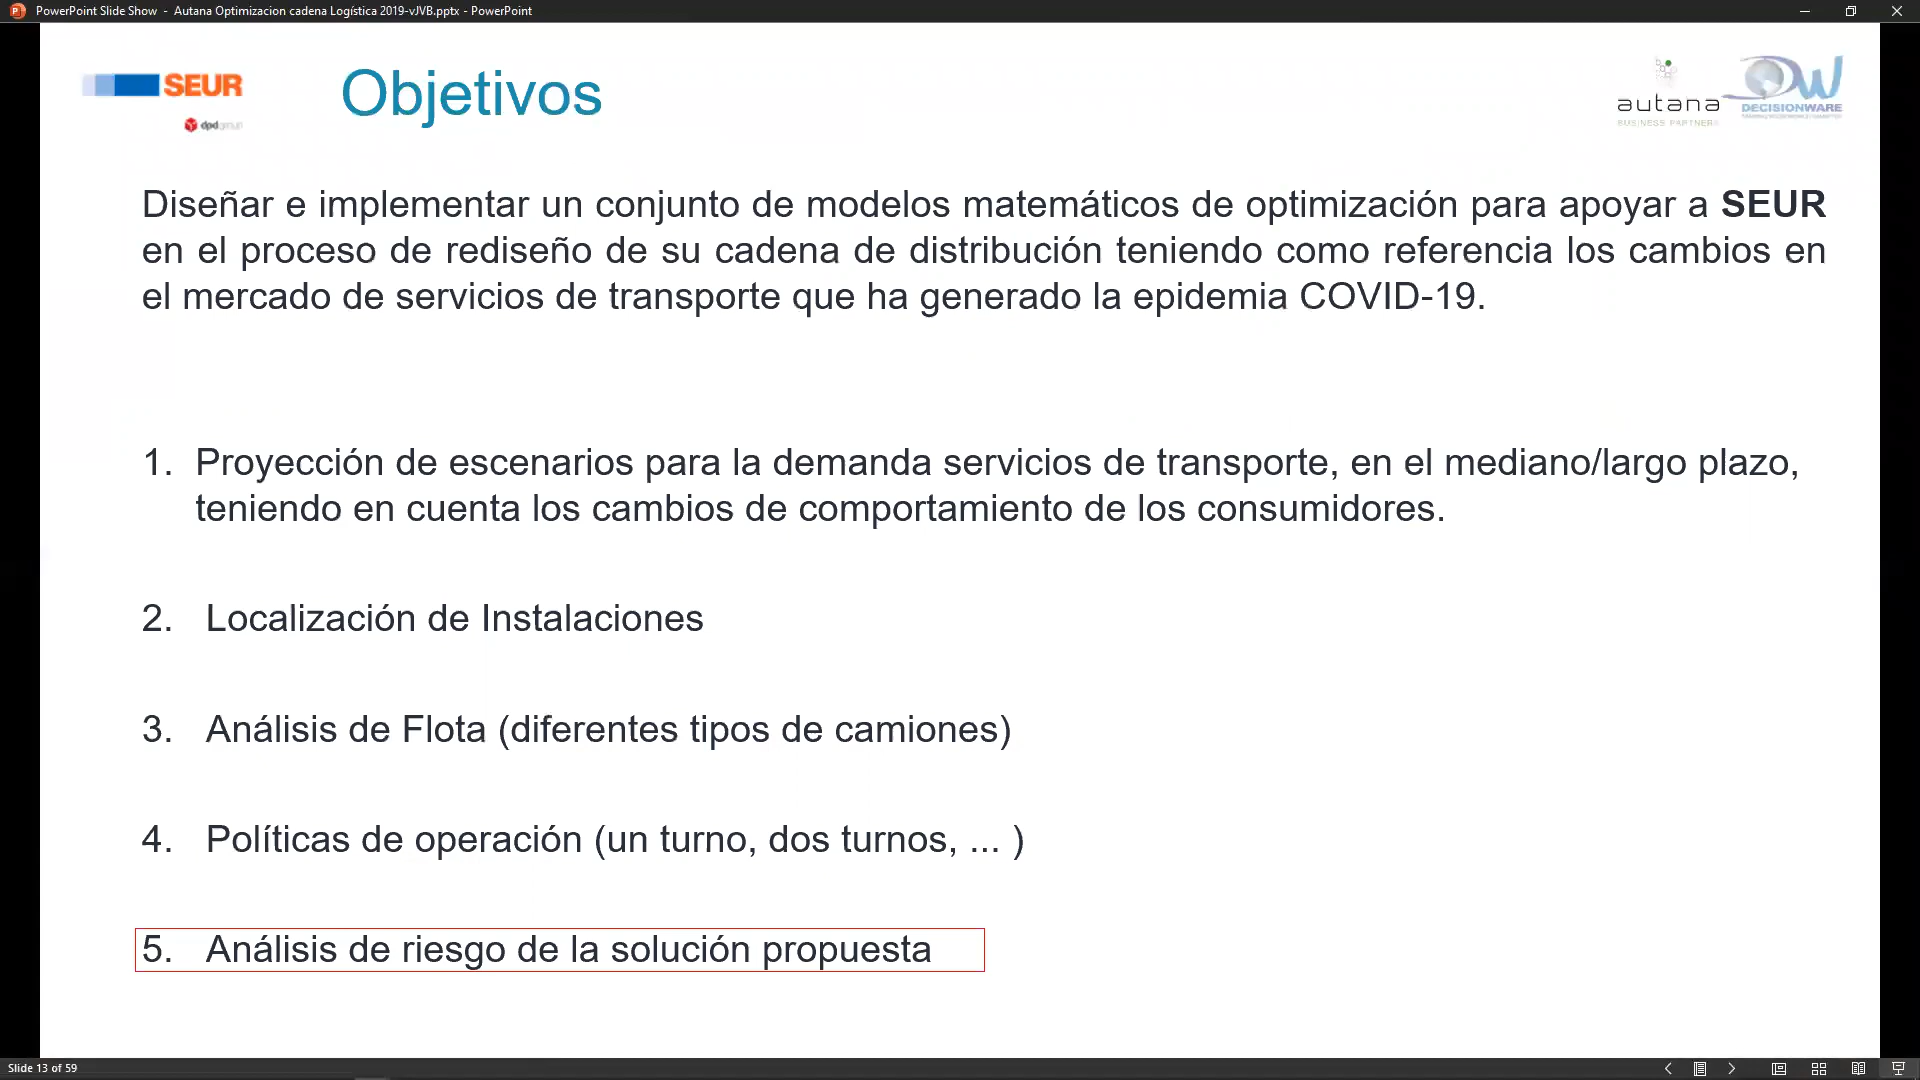 PowerPoint Slide Show - Autana Optimizacion cadena Logística 2019-vJVB.pptx - PowerPoint
SEUR
dpdgroup
Objetivos
autana
BUSINESS PARTNERS
DW
DECISIONWARE
Diseñar e implementar un conjunto de modelos matemáticos de optimización para apoyar a SEUR
en el proceso de rediseño de su cadena de distribución teniendo como referencia los cambios en
el mercado de servicios de transporte que ha generado la epidemia COVID-19.
1. Proyección de escenarios para la demanda servicios de transporte, en el mediano/largo plazo,
teniendo en cuenta los cambios de comportamiento de los consumidores.
2. Localización de Instalaciones
3. Análisis de Flota (diferentes tipos de camiones)
4. Políticas de operación (un turno, dos turnos, ... )
5. Análisis de riesgo de la solución propuesta
Slide 13 of 59